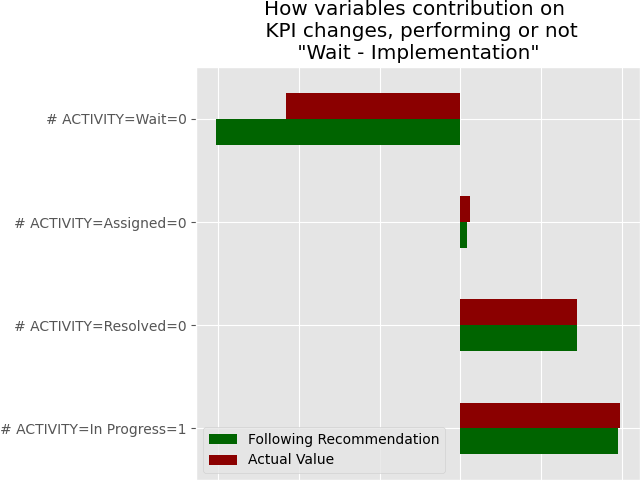 How variables contribution on
KPI changes, performing or not
"Wait - Implementation"
# ACTIVITY=Wait=0
# ACTIVITY=Assigned=0
# ACTIVITY=Resolved=0
# ACTIVITY=In Progress=1
Following Recommendation
Actual Value